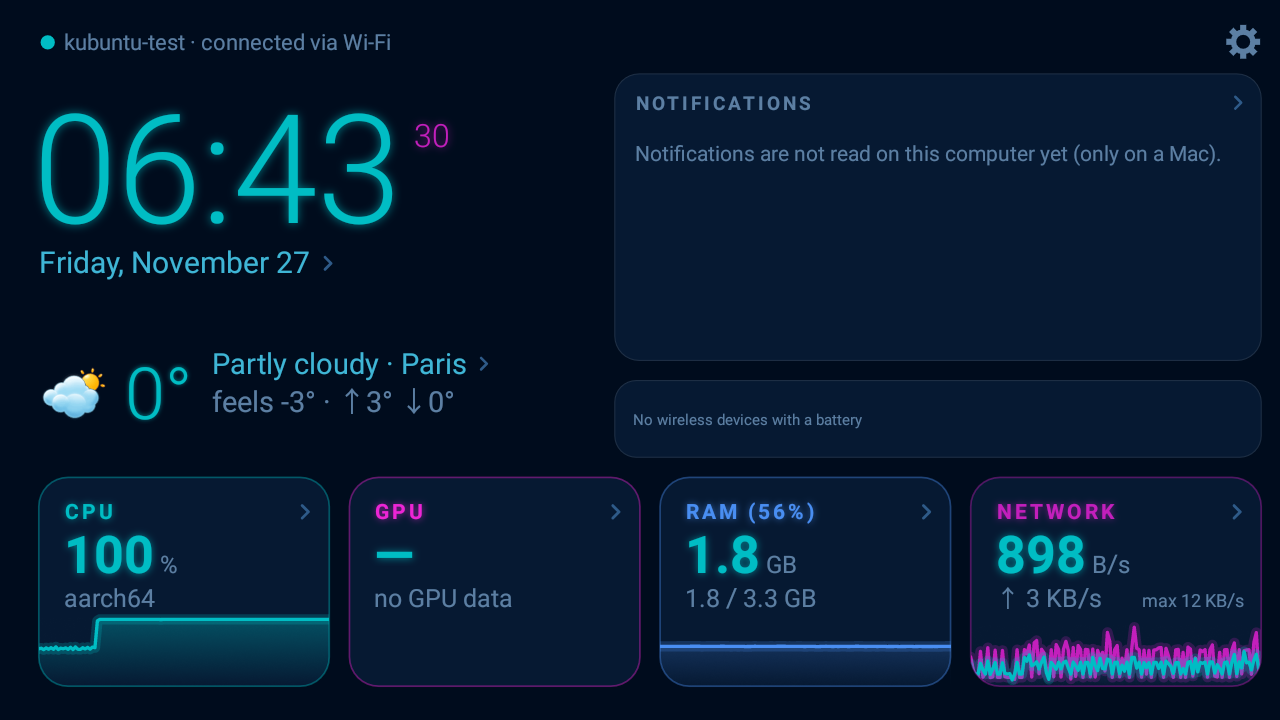 kubuntu-test · connected via Wi-Fi
06:43 30
Friday, November 27
0°
Partly cloudy · Paris
feels -3° · ↑3° ↓0°
NOTIFICATIONS
Notifications are not read on this computer yet (only on a Mac).
No wireless devices with a battery
CPU
100 %
aarch64
GPU
—
no GPU data
RAM (56%)
1.8 GB
1.8 / 3.3 GB
NETWORK
898 B/s
↑ 3 KB/s max 12 KB/s